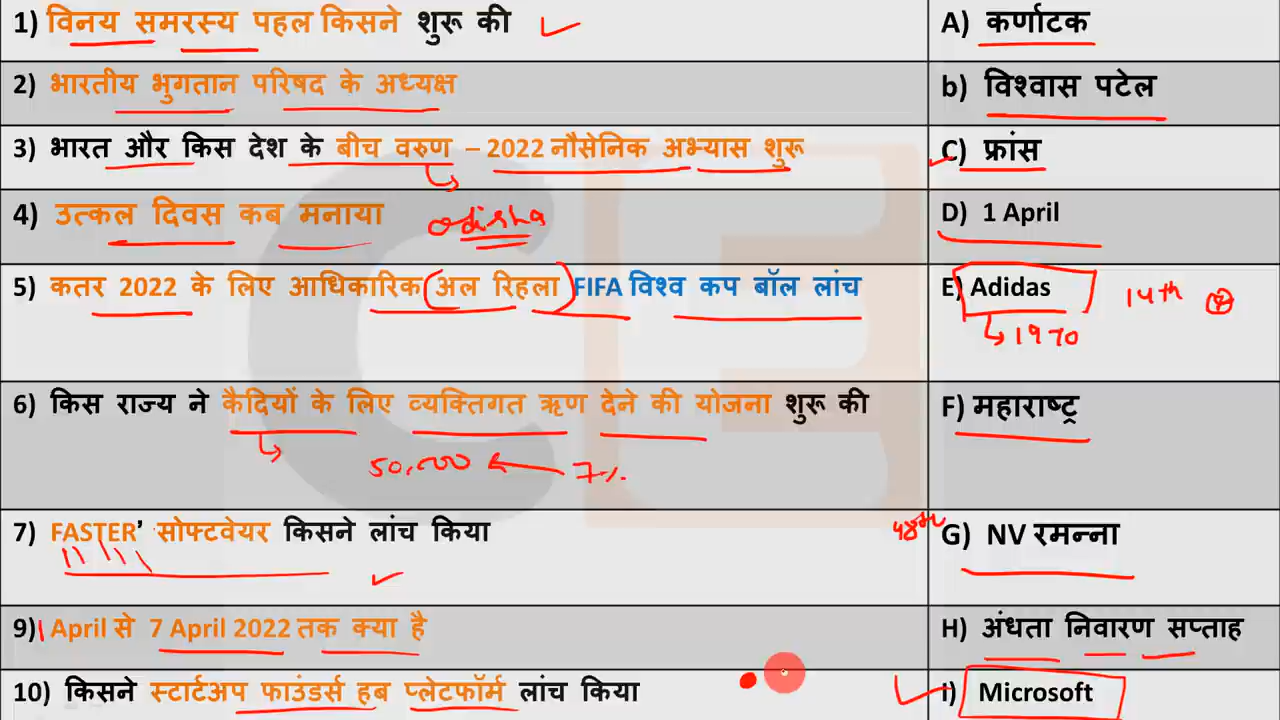 1) विनय समरस्य पहल किसने शुरू की
A) कर्णाटक
2) भारतीय भुगतान परिषद के अध्यक्ष
b) विश्वास पटेल
3) भारत और किस देश के बीच वरुण – 2022 नौसेनिक अभ्यास शुरू
C) फ्रांस
4) उत्कल दिवस कब मनाया
odisha
D) 1 April
5) कतर 2022 के लिए आधिकारिक अल रिहला FIFA विश्व कप बॉल लांच
E) Adidas
14th
1970
6) किस राज्य ने कैदियों के लिए व्यक्तिगत ऋण देने की योजना शुरू की
50,000 7%
F) महाराष्ट्र
7) FASTER’ सोफ्टवेयर किसने लांच किया
48th
G) NV रमन्ना
9) 1 April से 7 April 2022 तक क्या है
H) अंधता निवारण सप्ताह
10) किसने स्टार्टअप फाउंडर्स हब प्लेटफॉर्म लांच किया
I) Microsoft